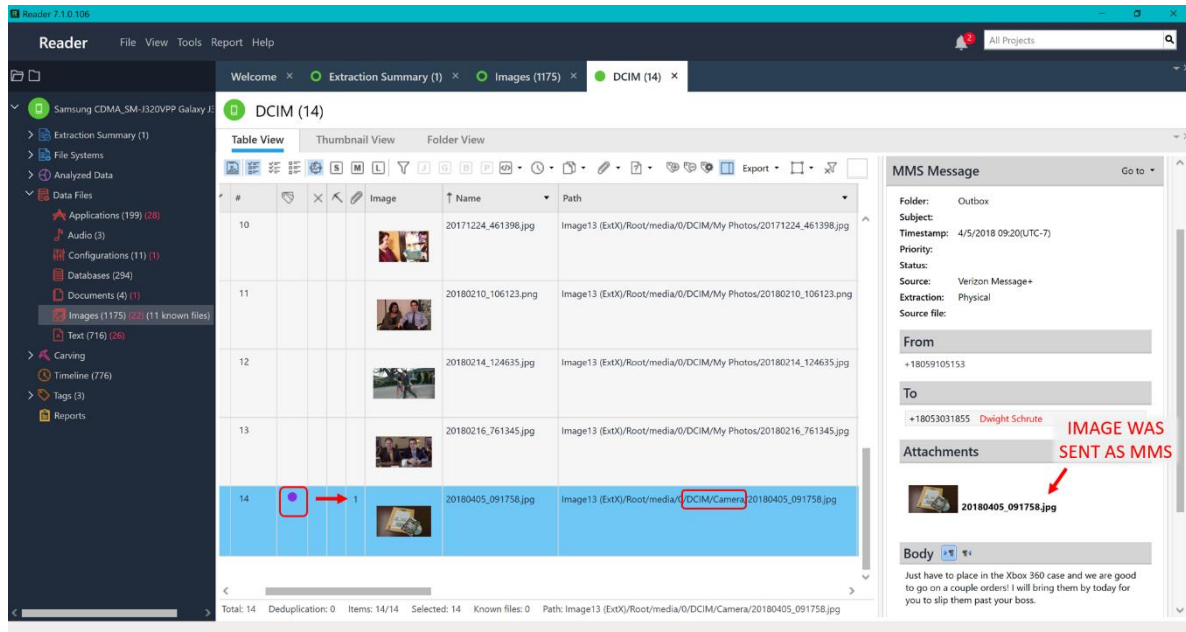 Reader 7.1.0.106
Reader File View Tools Report Help
2 All Projects
Welcome × Extraction Summary (1) × Images (1175) × DCIM (14) ×
Samsung CDMA_SM-J320VPP Galaxy J3
Extraction Summary (1)
File Systems
Analyzed Data
Data Files
Applications (199) (28)
Audio (3)
Configurations (11) (1)
Databases (294)
Documents (4) (1)
Images (1175) (22) (11 known files)
Text (716) (26)
Carving
Timeline (776)
Tags (3)
Reports
DCIM (14)
Table View Thumbnail View Folder View
S M L J G B P Export
# Image Name Path
10 20171224_461398.jpg Image13 (ExtX)/Root/media/0/DCIM/My Photos/20171224_461398.jpg
11 20180210_106123.png Image13 (ExtX)/Root/media/0/DCIM/My Photos/20180210_106123.png
12 20180214_124635.jpg Image13 (ExtX)/Root/media/0/DCIM/My Photos/20180214_124635.jpg
13 20180216_761345.jpg Image13 (ExtX)/Root/media/0/DCIM/My Photos/20180216_761345.jpg
14 1 20180405_091758.jpg Image13 (ExtX)/Root/media/0/DCIM/Camera/20180405_091758.jpg
Total: 14 Deduplication: 0 Items: 14/14 Selected: 14 Known files: 0 Path: Image13 (ExtX)/Root/media/0/DCIM/Camera/20180405_091758.jpg
MMS Message Go to
Folder: Outbox
Subject:
Timestamp: 4/5/2018 09:20(UTC-7)
Priority:
Status:
Source: Verizon Message+
Extraction: Physical
Source file:
From
+18059105153
To
+18053031855 Dwight Schrute
IMAGE WAS
SENT AS MMS
Attachments
20180405_091758.jpg
Body
Just have to place in the Xbox 360 case and we are good
to go on a couple orders! I will bring them by today for
you to slip them past your boss.